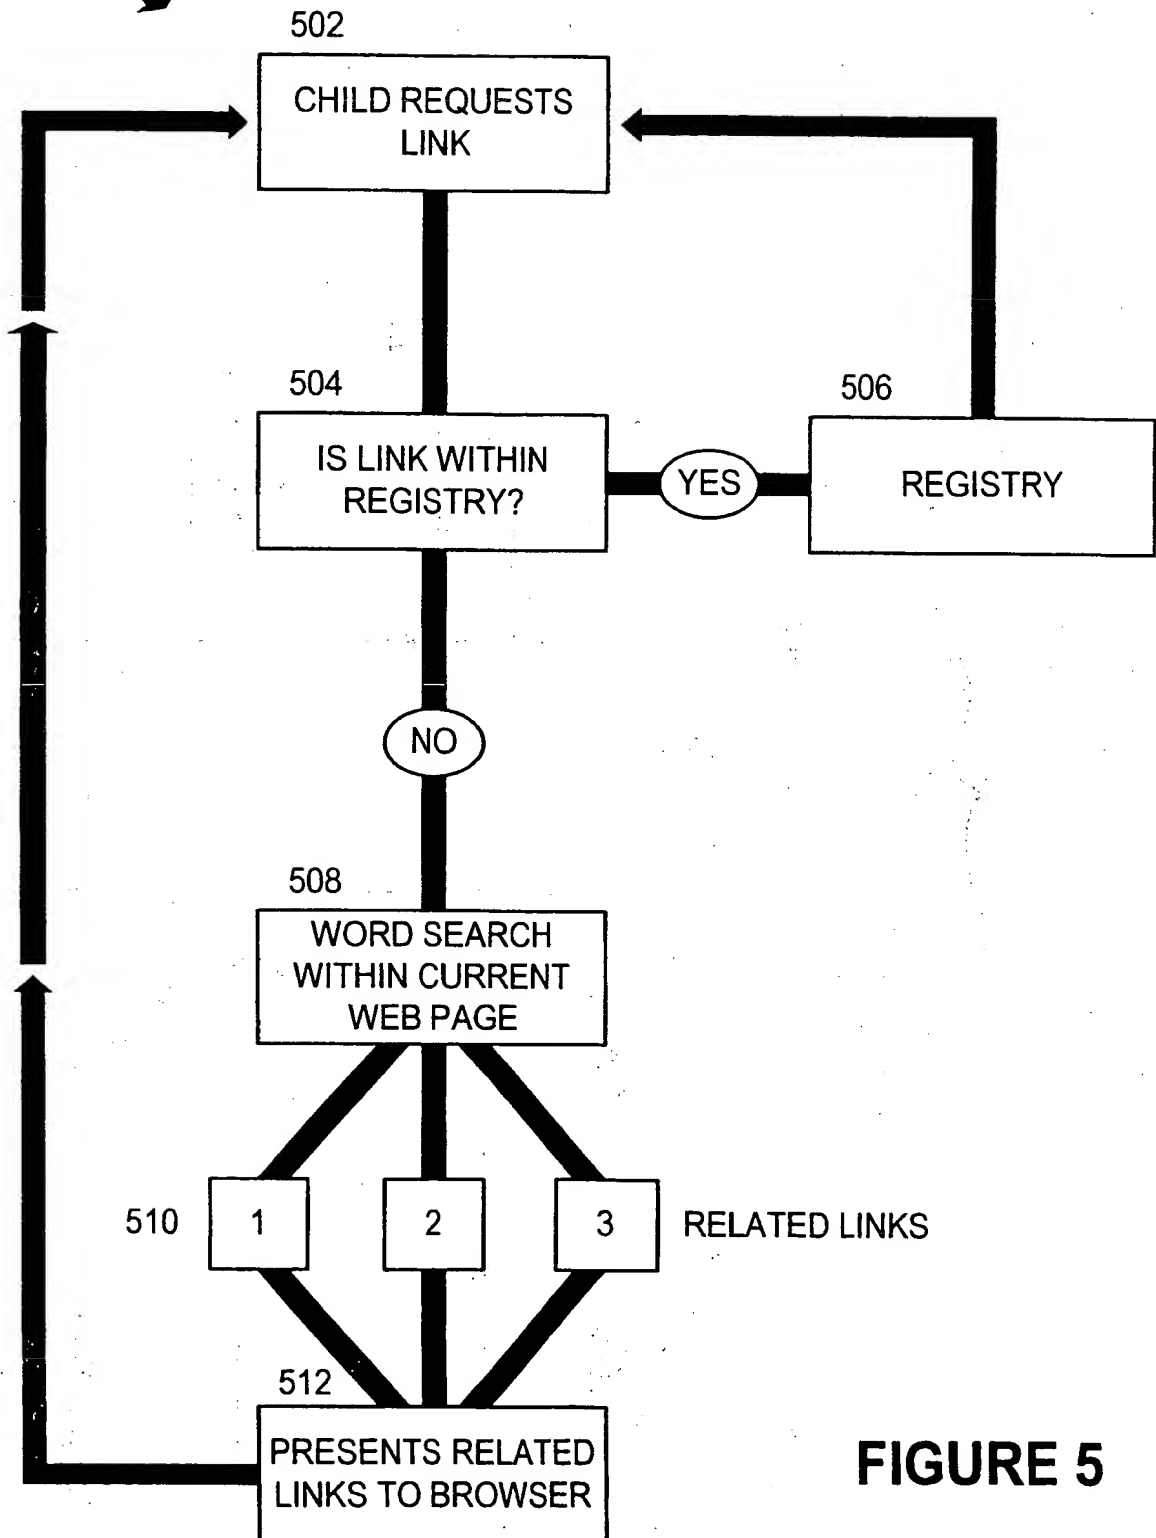 502
CHILD REQUESTS
LINK
504
IS LINK WITHIN
REGISTRY?
YES
506
REGISTRY
NO
508
WORD SEARCH
WITHIN CURRENT
WEB PAGE
510
1
2
3
RELATED LINKS
512
PRESENTS RELATED
LINKS TO BROWSER
FIGURE 5